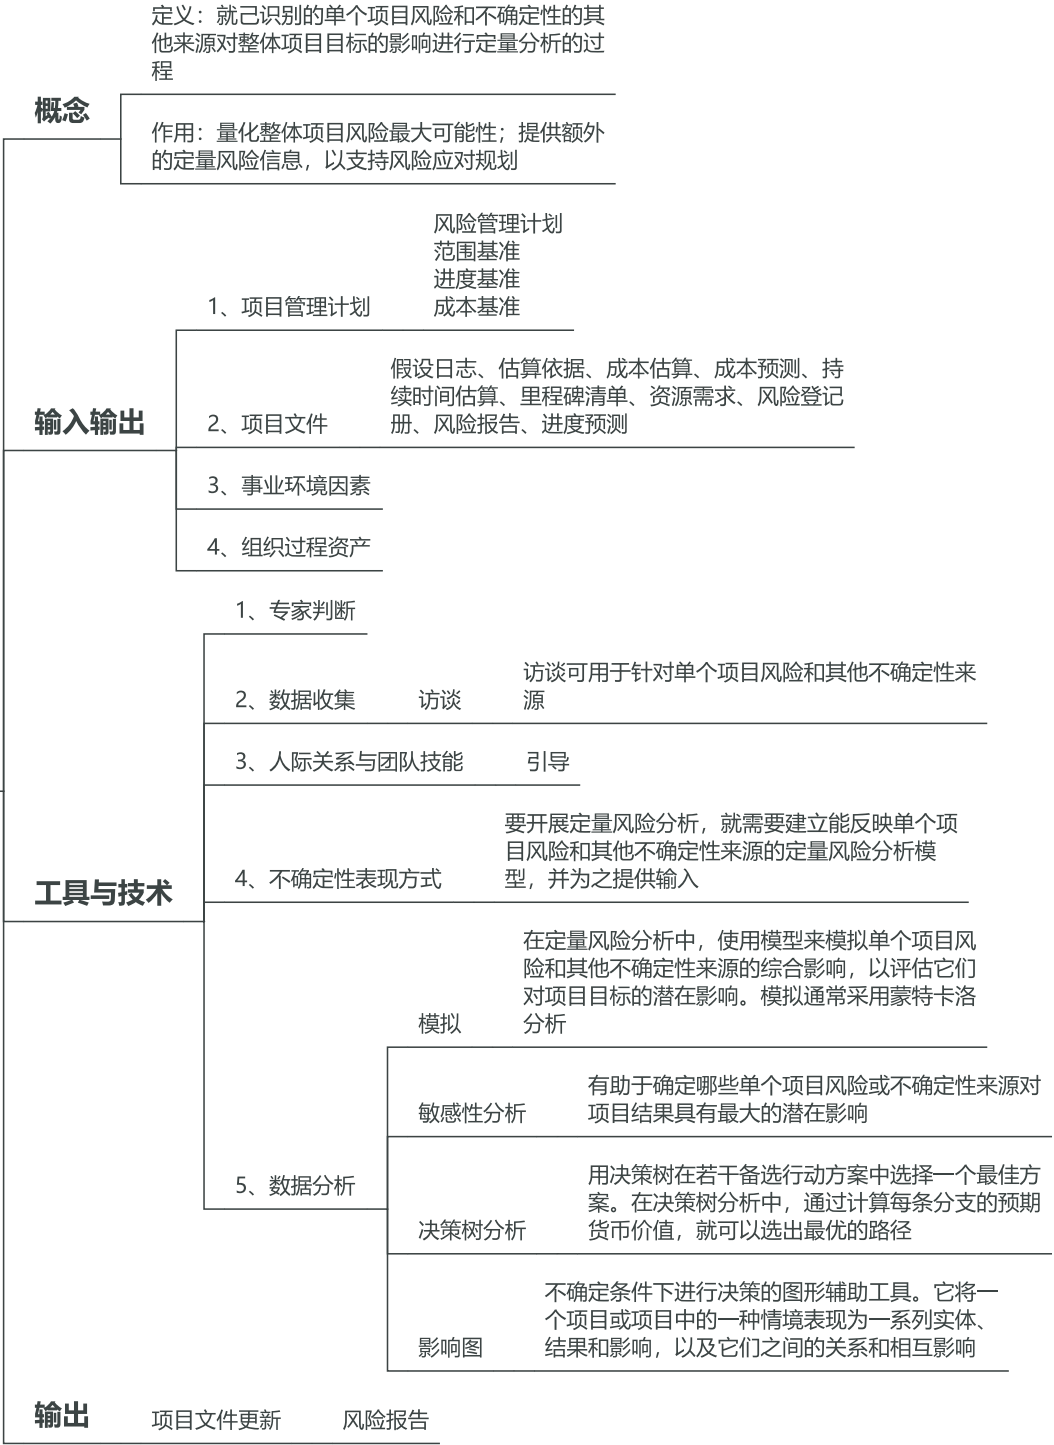 定义：就己识别的单个项目风险和不确定性的其
他来源对整体项目目标的影响进行定量分析的过
程
概念
作用：量化整体项目风险最大可能性；提供额外
的定量风险信息，以支持风险应对规划
风险管理计划
范围基准
进度基准
1、项目管理计划 成本基准
假设日志、估算依据、成本估算、成本预测、持
续时间估算、里程碑清单、资源需求、风险登记
2、项目文件 册、风险报告、进度预测
输入输出
3、事业环境因素
4、组织过程资产
1、专家判断
访谈可用于针对单个项目风险和其他不确定性来
2、数据收集 访谈 源
3、人际关系与团队技能 引导
要开展定量风险分析，就需要建立能反映单个项
目风险和其他不确定性来源的定量风险分析模
4、不确定性表现方式 型，并为之提供输入
工具与技术
在定量风险分析中，使用模型来模拟单个项目风
险和其他不确定性来源的综合影响，以评估它们
对项目目标的潜在影响。模拟通常采用蒙特卡洛
模拟 分析
有助于确定哪些单个项目风险或不确定性来源对
敏感性分析 项目结果具有最大的潜在影响
5、数据分析
用决策树在若干备选行动方案中选择一个最佳方
案。在决策树分析中，通过计算每条分支的预期
决策树分析 货币价值，就可以选出最优的路径
不确定条件下进行决策的图形辅助工具。它将一
个项目或项目中的一种情境表现为一系列实体、
影响图 结果和影响，以及它们之间的关系和相互影响
输出 项目文件更新 风险报告